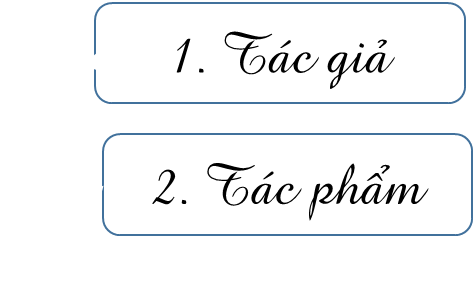 1. Tác giả
2. Tác phẩm